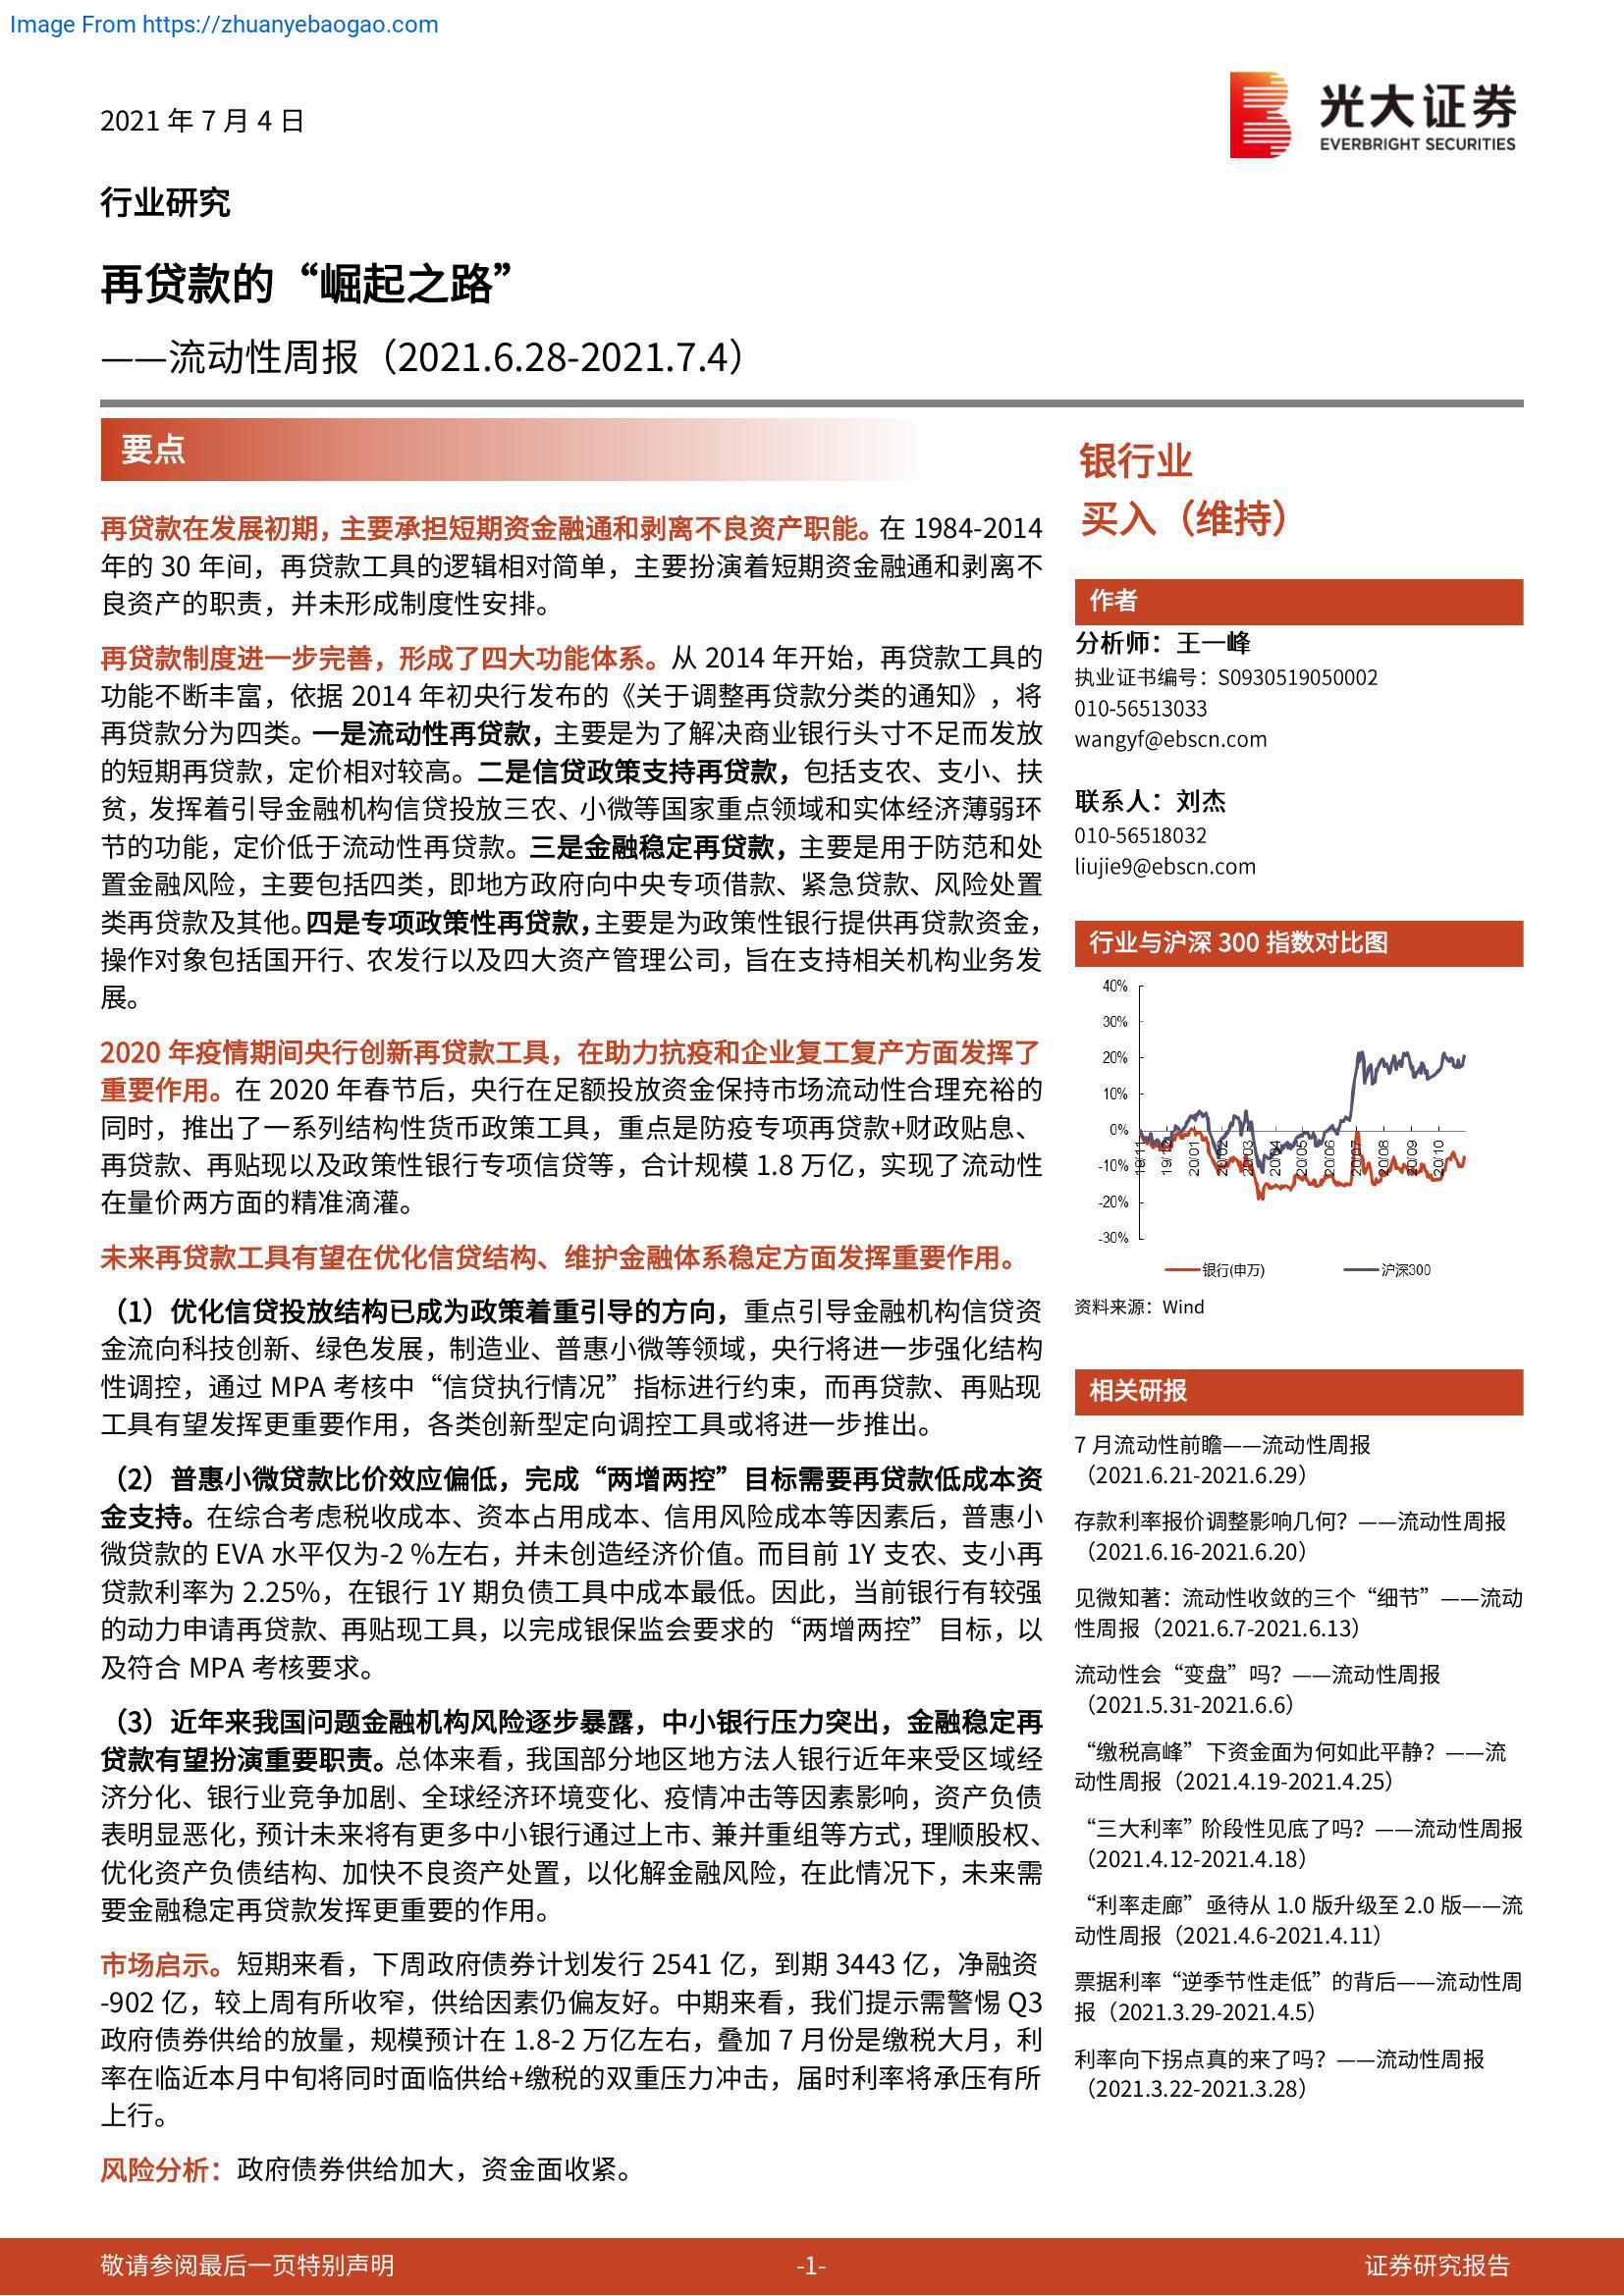 Image From https://zhuanyebaogao.com
2021 年 7 月 4 日
光大证券
EVERBRIGHT SECURITIES
行业研究
再贷款的“崛起之路”
——流动性周报（2021.6.28-2021.7.4）
要点
再贷款在发展初期，主要承担短期资金融通和剥离不良资产职能。在 1984-2014
年的 30 年间，再贷款工具的逻辑相对简单，主要扮演着短期资金融通和剥离不
良资产的职责，并未形成制度性安排。
再贷款制度进一步完善，形成了四大功能体系。从 2014 年开始，再贷款工具的
功能不断丰富，依据 2014 年初央行发布的《关于调整再贷款分类的通知》，将
再贷款分为四类。一是流动性再贷款，主要是为了解决商业银行头寸不足而发放
的短期再贷款，定价相对较高。二是信贷政策支持再贷款，包括支农、支小、扶
贫，发挥着引导金融机构信贷投放三农、小微等国家重点领域和实体经济薄弱环
节的功能，定价低于流动性再贷款。三是金融稳定再贷款，主要是用于防范和处
置金融风险，主要包括四类，即地方政府向中央专项借款、紧急贷款、风险处置
类再贷款及其他。四是专项政策性再贷款，主要是为政策性银行提供再贷款资金，
操作对象包括国开行、农发行以及四大资产管理公司，旨在支持相关机构业务发
展。
2020 年疫情期间央行创新再贷款工具，在助力抗疫和企业复工复产方面发挥了
重要作用。在 2020 年春节后，央行在足额投放资金保持市场流动性合理充裕的
同时，推出了一系列结构性货币政策工具，重点是防疫专项再贷款+财政贴息、
再贷款、再贴现以及政策性银行专项信贷等，合计规模 1.8 万亿，实现了流动性
在量价两方面的精准滴灌。
未来再贷款工具有望在优化信贷结构、维护金融体系稳定方面发挥重要作用。
（1）优化信贷投放结构已成为政策着重引导的方向，重点引导金融机构信贷资
金流向科技创新、绿色发展，制造业、普惠小微等领域，央行将进一步强化结构
性调控，通过 MPA 考核中“信贷执行情况”指标进行约束，而再贷款、再贴现
工具有望发挥更重要作用，各类创新型定向调控工具或将进一步推出。
（2）普惠小微贷款比价效应偏低，完成“两增两控”目标需要再贷款低成本资
金支持。在综合考虑税收成本、资本占用成本、信用风险成本等因素后，普惠小
微贷款的 EVA 水平仅为-2 %左右，并未创造经济价值。而目前 1Y 支农、支小再
贷款利率为 2.25%，在银行 1Y 期负债工具中成本最低。因此，当前银行有较强
的动力申请再贷款、再贴现工具，以完成银保监会要求的“两增两控”目标，以
及符合 MPA 考核要求。
（3）近年来我国问题金融机构风险逐步暴露，中小银行压力突出，金融稳定再
贷款有望扮演重要职责。总体来看，我国部分地区地方法人银行近年来受区域经
济分化、银行业竞争加剧、全球经济环境变化、疫情冲击等因素影响，资产负债
表明显恶化，预计未来将有更多中小银行通过上市、兼并重组等方式，理顺股权、
优化资产负债结构、加快不良资产处置，以化解金融风险，在此情况下，未来需
要金融稳定再贷款发挥更重要的作用。
市场启示。短期来看，下周政府债券计划发行 2541 亿，到期 3443 亿，净融资
-902 亿，较上周有所收窄，供给因素仍偏友好。中期来看，我们提示需警惕 Q3
政府债券供给的放量，规模预计在 1.8-2 万亿左右，叠加 7 月份是缴税大月，利
率在临近本月中旬将同时面临供给+缴税的双重压力冲击，届时利率将承压有所
上行。
风险分析：政府债券供给加大，资金面收紧。
银行业
买入（维持）
作者
分析师：王一峰
执业证书编号：S0930519050002
010-56513033
wangyf@ebscn.com
联系人：刘杰
010-56518032
liujie9@ebscn.com
行业与沪深 300 指数对比图
40%
30%
20%
10%
0%
-10%
-20%
-30%
19/11 19/12 20/01 20/02 20/03 20/04 20/05 20/06 20/07 20/08 20/09 20/10
银行(申万) 沪深300
资料来源：Wind
相关研报
7 月流动性前瞻——流动性周报
（2021.6.21-2021.6.29）
存款利率报价调整影响几何？——流动性周报
（2021.6.16-2021.6.20）
见微知著：流动性收敛的三个“细节”——流动
性周报（2021.6.7-2021.6.13）
流动性会“变盘”吗？——流动性周报
（2021.5.31-2021.6.6）
“缴税高峰”下资金面为何如此平静？——流
动性周报（2021.4.19-2021.4.25）
“三大利率”阶段性见底了吗？——流动性周报
（2021.4.12-2021.4.18）
“利率走廊”亟待从 1.0 版升级至 2.0 版——流
动性周报（2021.4.6-2021.4.11）
票据利率“逆季节性走低”的背后——流动性周
报（2021.3.29-2021.4.5）
利率向下拐点真的来了吗？——流动性周报
（2021.3.22-2021.3.28）
敬请参阅最后一页特别声明
-1-
证券研究报告